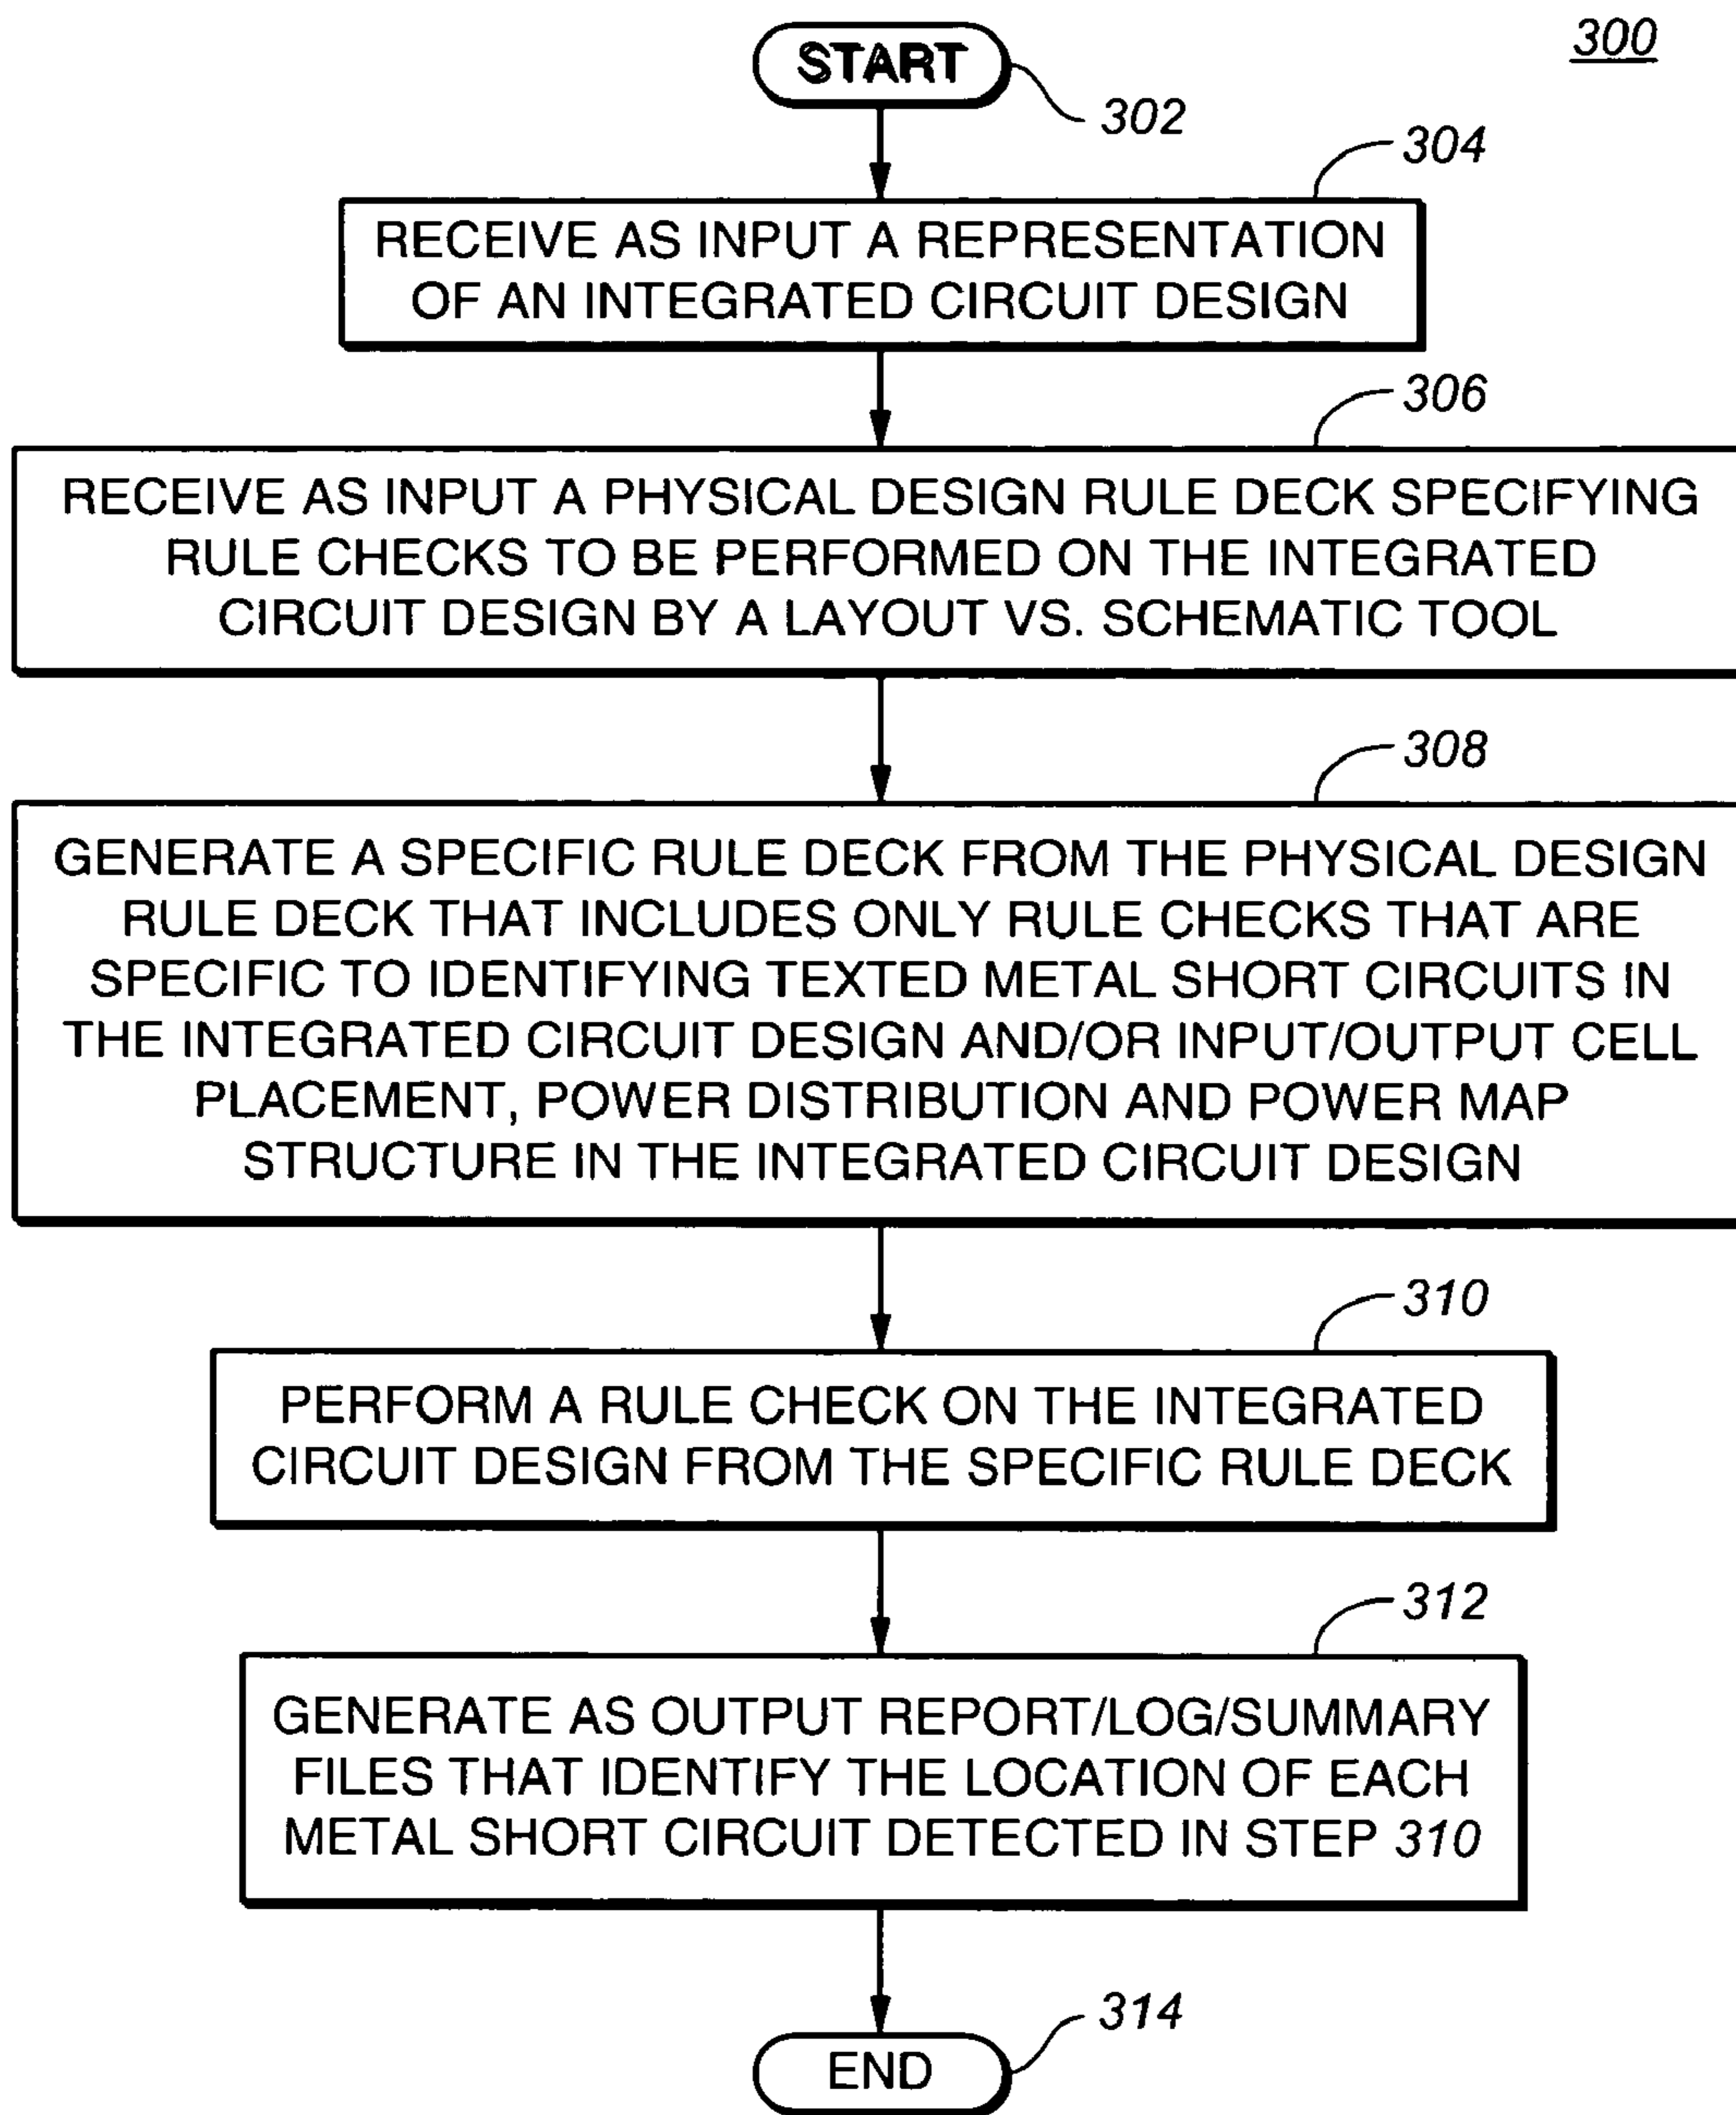 300
START
302
304
RECEIVE AS INPUT A REPRESENTATION
OF AN INTEGRATED CIRCUIT DESIGN
306
RECEIVE AS INPUT A PHYSICAL DESIGN RULE DECK SPECIFYING
RULE CHECKS TO BE PERFORMED ON THE INTEGRATED
CIRCUIT DESIGN BY A LAYOUT VS. SCHEMATIC TOOL
308
GENERATE A SPECIFIC RULE DECK FROM THE PHYSICAL DESIGN
RULE DECK THAT INCLUDES ONLY RULE CHECKS THAT ARE
SPECIFIC TO IDENTIFYING TEXTED METAL SHORT CIRCUITS IN
THE INTEGRATED CIRCUIT DESIGN AND/OR INPUT/OUTPUT CELL
PLACEMENT, POWER DISTRIBUTION AND POWER MAP
STRUCTURE IN THE INTEGRATED CIRCUIT DESIGN
310
PERFORM A RULE CHECK ON THE INTEGRATED
CIRCUIT DESIGN FROM THE SPECIFIC RULE DECK
312
GENERATE AS OUTPUT REPORT/LOG/SUMMARY
FILES THAT IDENTIFY THE LOCATION OF EACH
METAL SHORT CIRCUIT DETECTED IN STEP 310
314
END